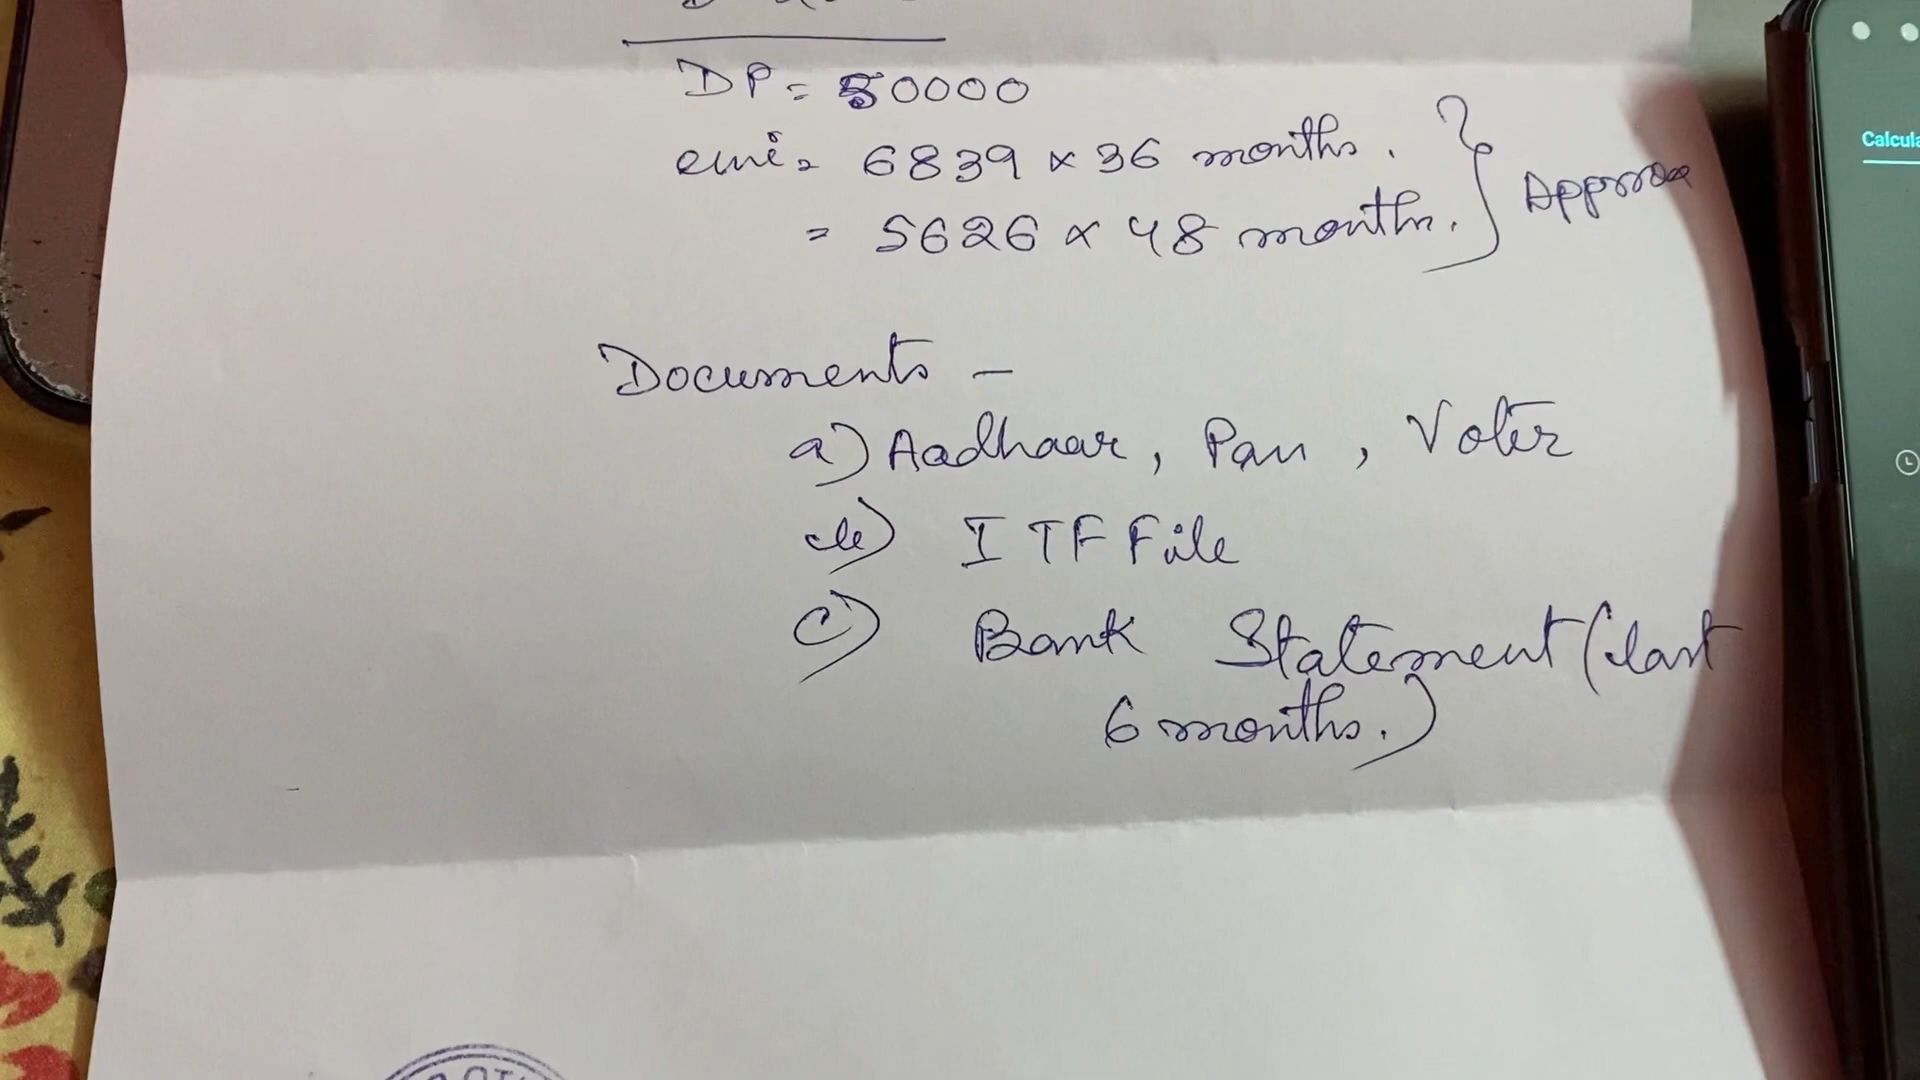 DP = 50000
emi = 6839 x 36 months.
= 5626 x 48 months.
} Approx
Documents –
a) Aadhaar, Pan, Voter
b) ITF File
c) Bank Statement (last
6 months.)
Calcula